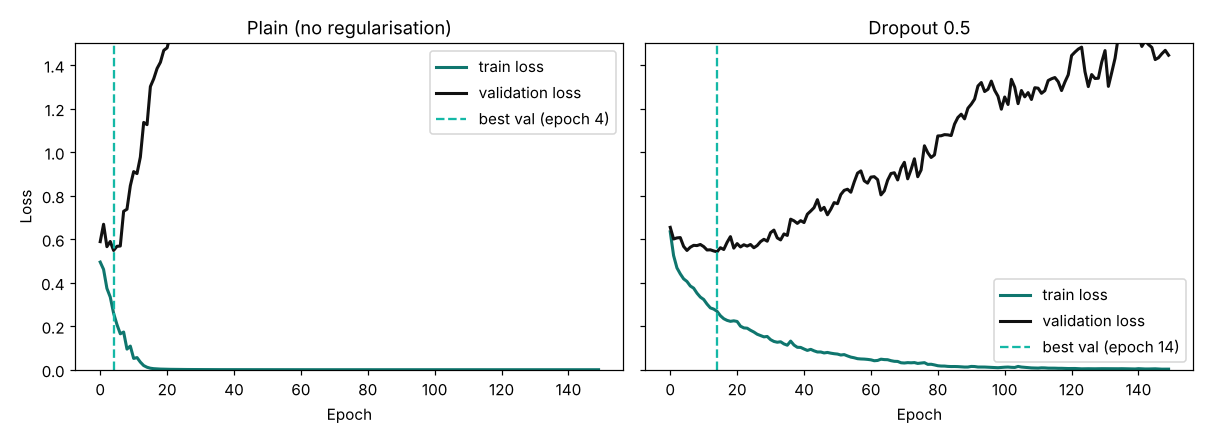 Plain (no regularisation)
Loss
1.4
1.2
1.0
0.8
0.6
0.4
0.2
0.0
train loss
validation loss
best val (epoch 4)
0 20 40 60 80 100 120 140
Epoch
Dropout 0.5
train loss
validation loss
best val (epoch 14)
0 20 40 60 80 100 120 140
Epoch